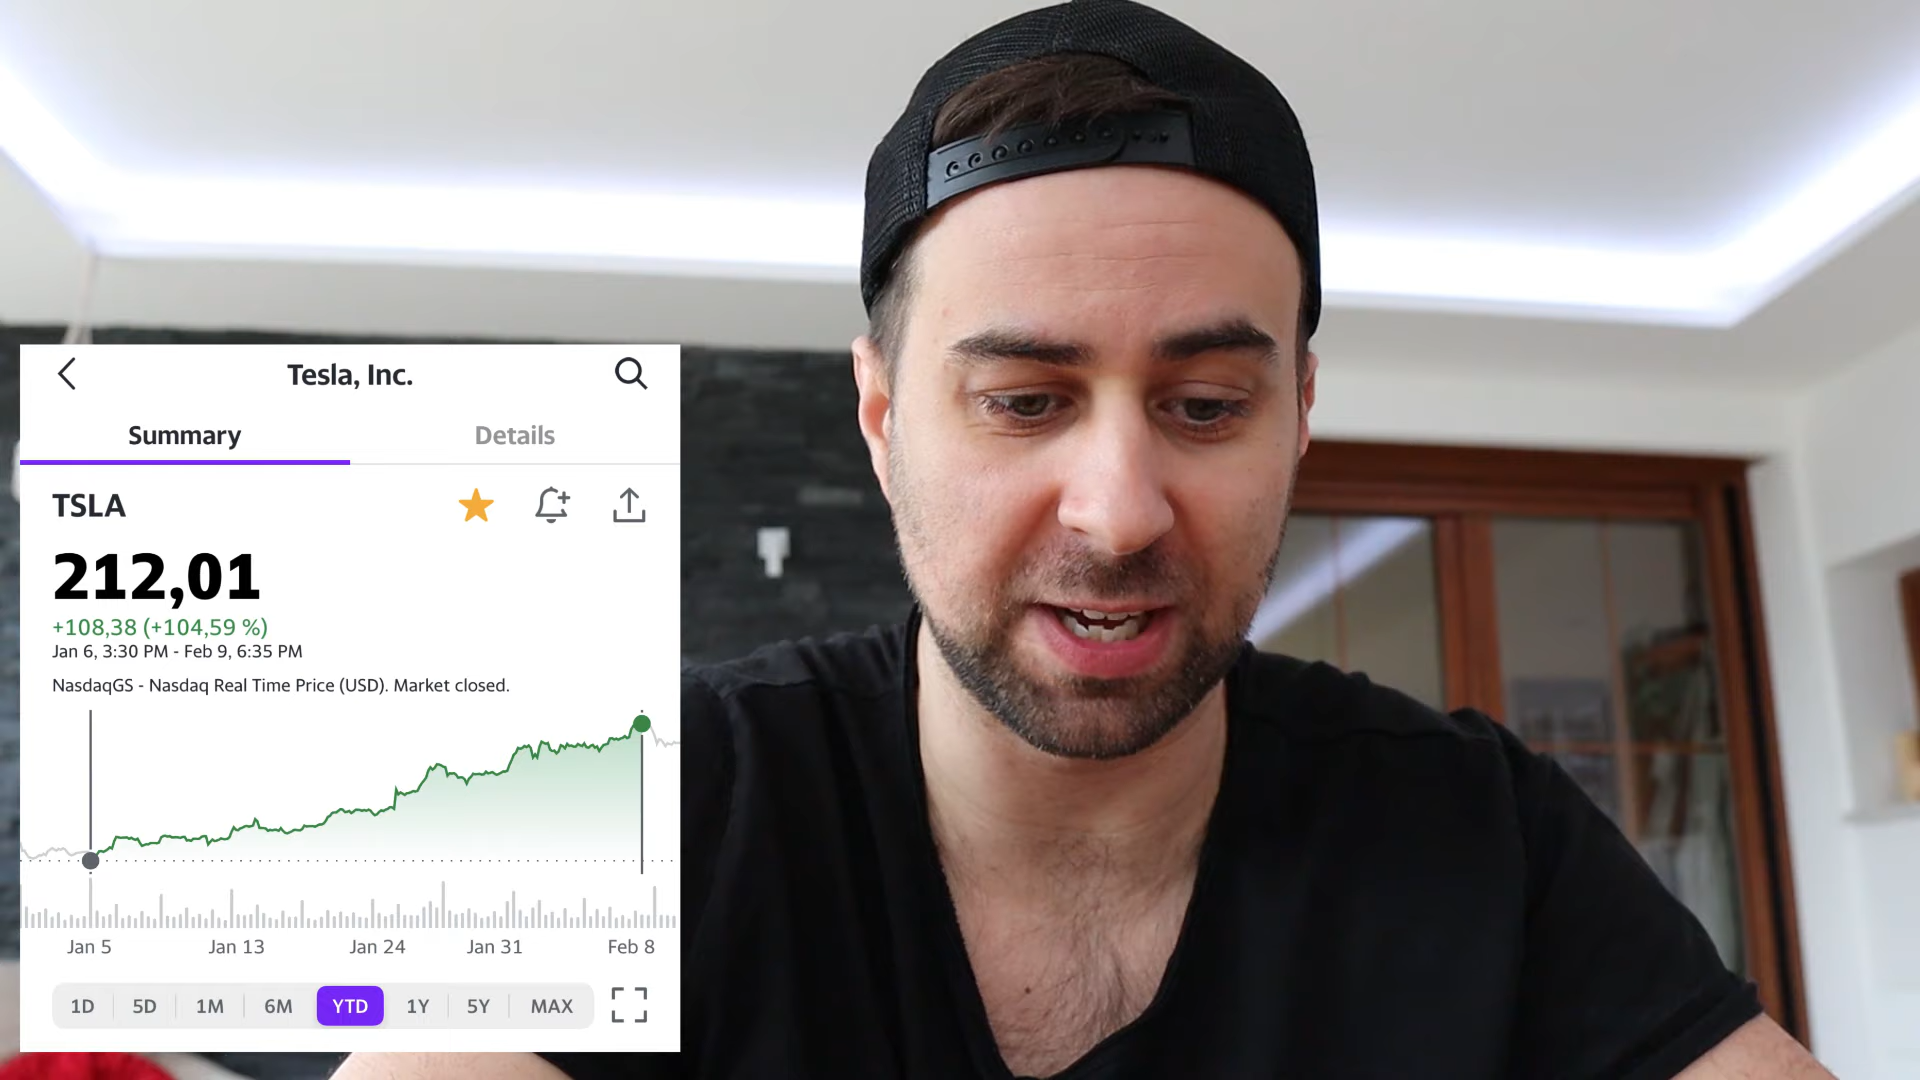 Tesla, Inc.
Summary Details
TSLA
212,01
+108,38 (+104,59 %)
Jan 6, 3:30 PM - Feb 9, 6:35 PM
NasdaqGS - Nasdaq Real Time Price (USD). Market closed.
Jan 5 Jan 13 Jan 24 Jan 31 Feb 8
1D 5D 1M 6M YTD 1Y 5Y MAX